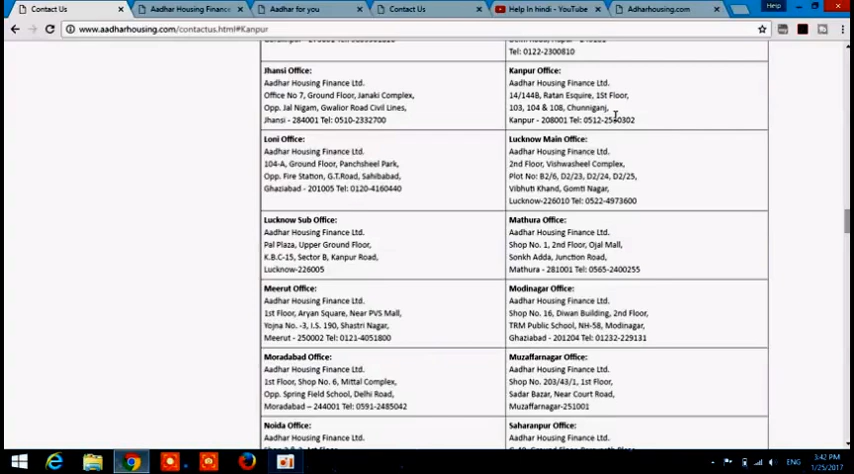 Contact Us
Aadhar Housing Finance
Aadhar for you
Contact Us
Help In hindi - YouTube
Adharhousing.com
Help
www.aadharhousing.com/contactus.html#Kanpur
Tel: 0122-2300810
Jhansi Office:
Aadhar Housing Finance Ltd.
Office No 7, Ground Floor, Janaki Complex,
Opp. Jal Nigam, Gwalior Road Civil Lines,
Jhansi - 284001 Tel: 0510-2332700
Kanpur Office:
Aadhar Housing Finance Ltd.
14/144B, Ratan Esquire, 1St Floor,
103, 104 & 108, Chunniganj,
Kanpur - 208001 Tel:
Loni Office:
Aadhar Housing Finance Ltd.
104-A, Ground Floor, Panchsheel Park,
Opp. Fire Station, G.T.Road, Sahibabad,
Ghaziabad - 201005 Tel: 0120-4160440
Lucknow Main Office:
Aadhar Housing Finance Ltd.
2nd Floor, Vishwasheel Complex,
Plot No: B2/6, D2/23, D2/24, D2/25,
Vibhuti Khand, Gomti Nagar,
Lucknow-226010 Tel: 0522-4973600
Lucknow Sub Office:
Aadhar Housing Finance Ltd.
Pal Plaza, Upper Ground Floor,
K.B.C-15, Sector B, Kanpur Road,
Lucknow-226005
Mathura Office:
Aadhar Housing Finance Ltd.
Shop No. 1, 2nd Floor, Ojal Mall,
Sonkh Adda, Junction Road,
Mathura - 281001 Tel: 0565-2400255
Meerut Office:
Aadhar Housing Finance Ltd.
1st Floor, Aryan Square, Near PVS Mall,
Yojna No. -3, I.S. 190, Shastri Nagar,
Meerut - 250002 Tel: 0121-4051800
Modinagar Office:
Aadhar Housing Finance Ltd.
Shop No. 16, Diwan Building, 2nd Floor,
TRM Public School, NH-58, Modinagar,
Ghaziabad - 201204 Tel: 01232-229131
Moradabad Office:
Aadhar Housing Finance Ltd.
1st Floor, Shop No. 6, Mittal Complex,
Opp. Spring Field School, Delhi Road,
Moradabad – 244001 Tel: 0591-2485042
Muzaffarnagar Office:
Aadhar Housing Finance Ltd.
Shop No. 203/43/1, 1st Floor,
Sadar Bazar, Near Court Road,
Muzaffarnagar-251001
Noida Office:
Saharanpur Office:
Aadhar Housing Finance Ltd.
ENG
3:42 PM
1/25/2017